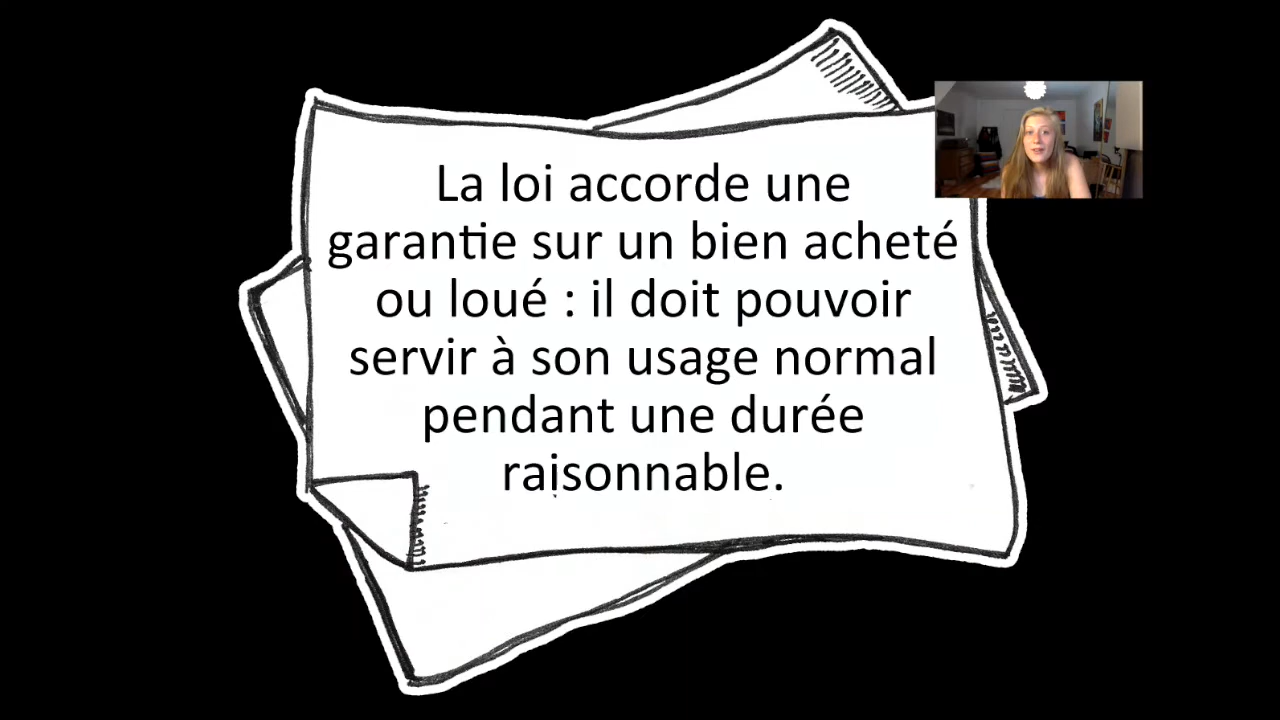 La loi accorde une
garantie sur un bien acheté
ou loué : il doit pouvoir
servir à son usage normal
pendant une durée
raisonnable.